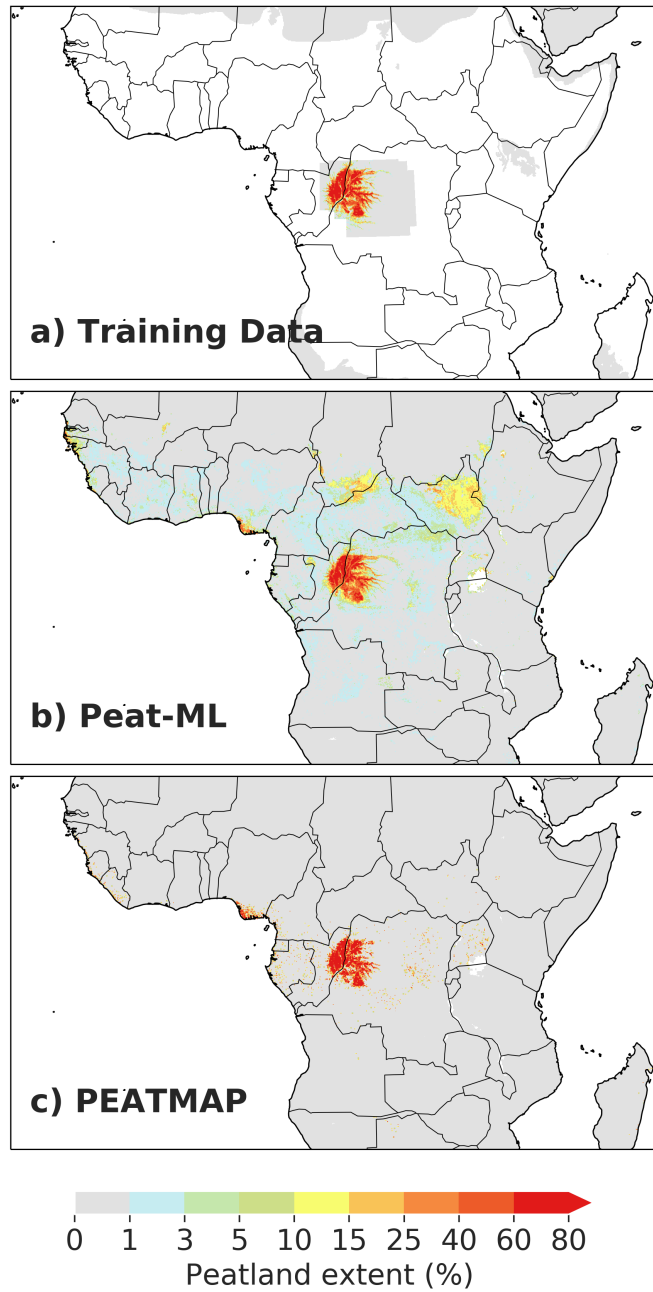 a) Training Data
b) Peat-ML
c) PEATMAP
0 1 3 5 10 15 25 40 60 80
Peatland extent (%)